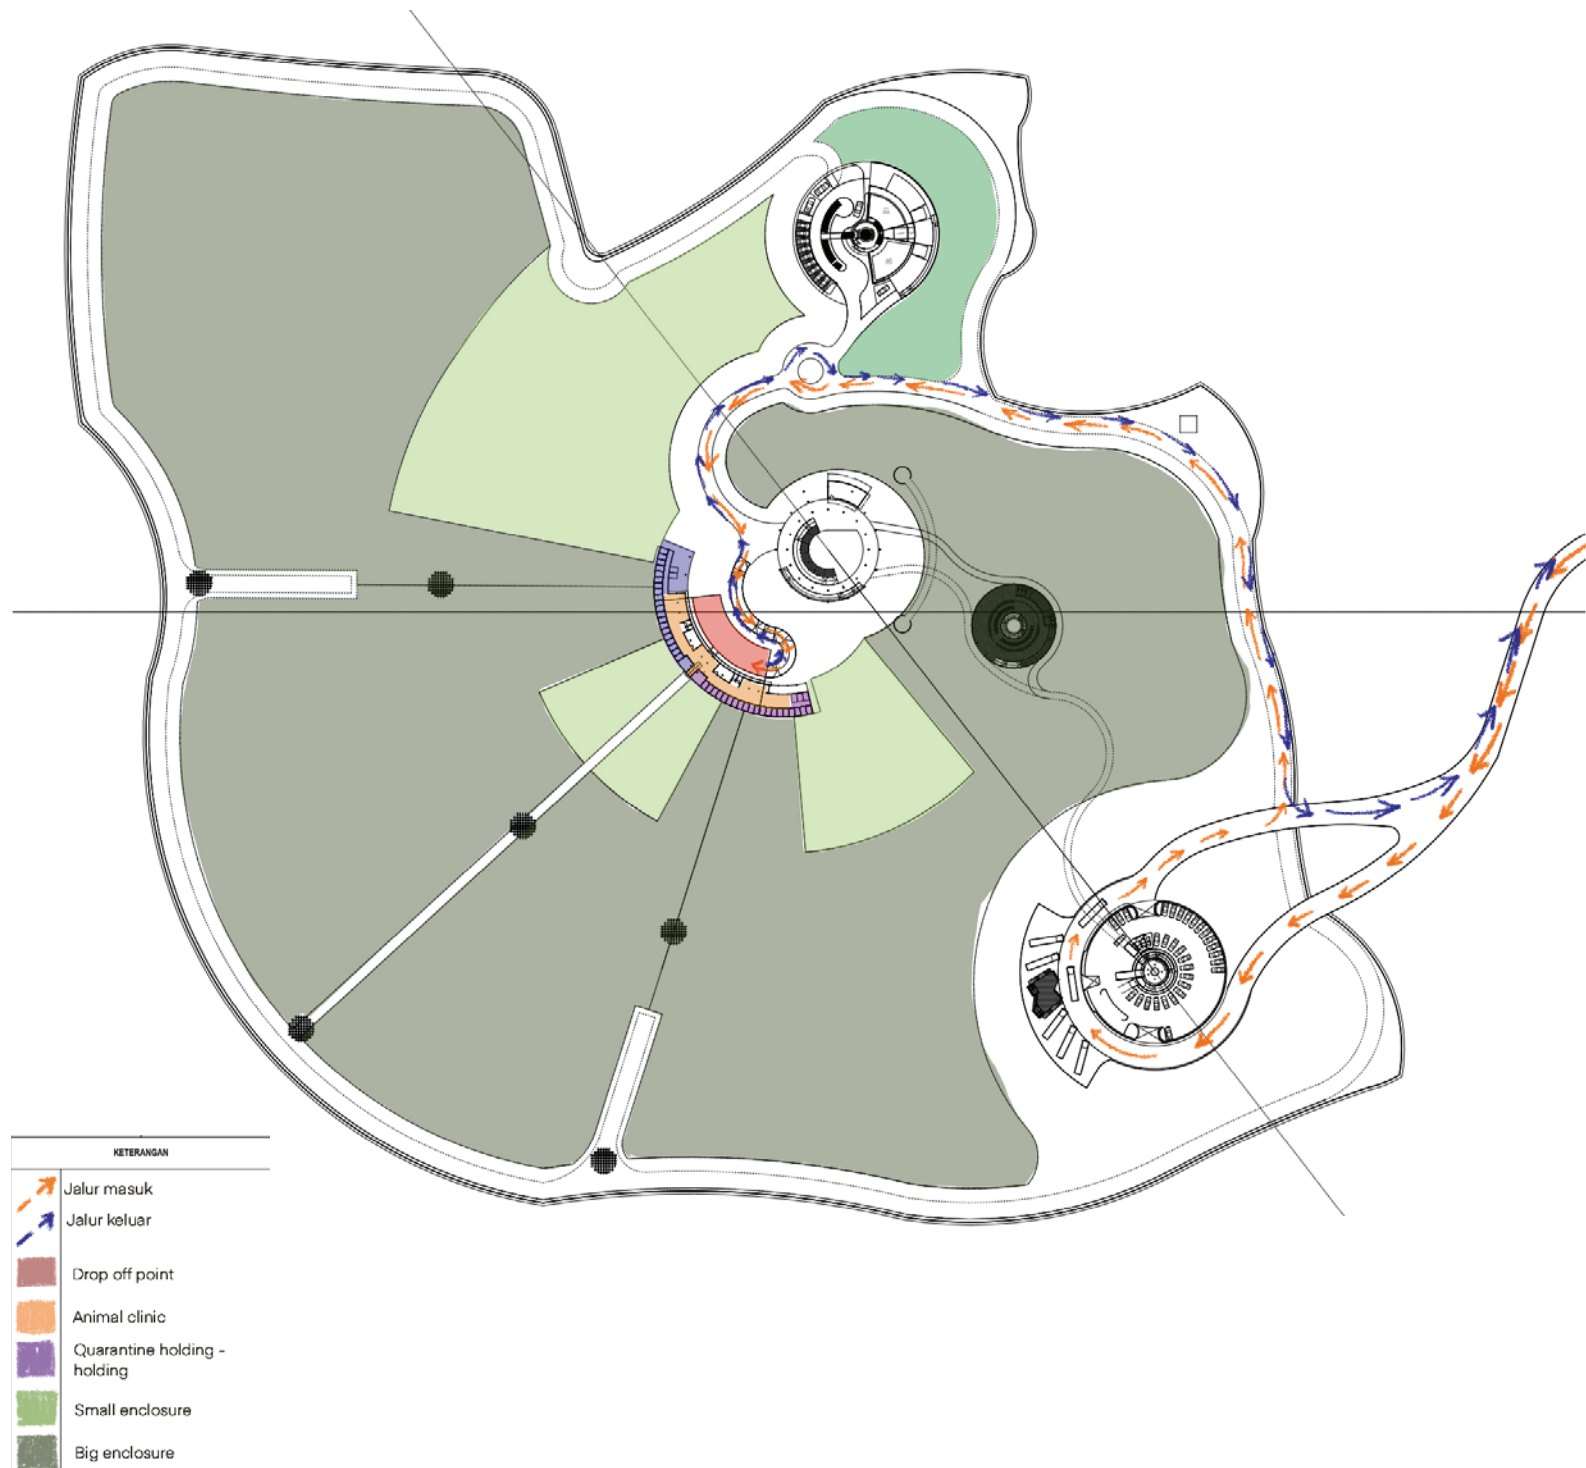 KETERANGAN
Jalur masuk
Jalur keluar
Drop off point
Animal clinic
Quarantine holding -
holding
Small enclosure
Big enclosure